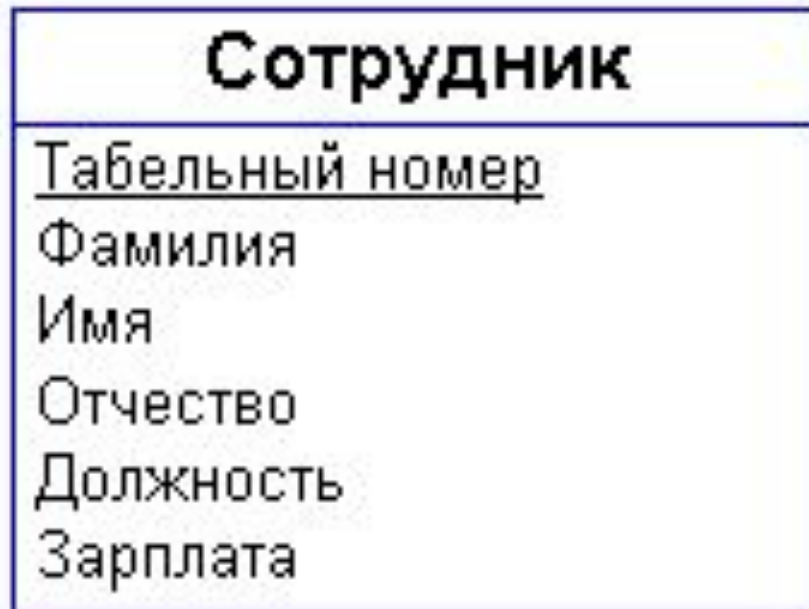 Сотрудник
Табельный номер
Фамилия
Имя
Отчество
Должность
Зарплата